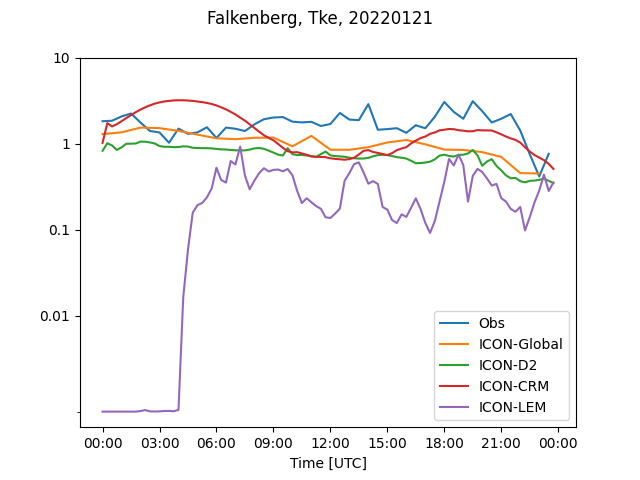 Falkenberg, Tke, 20220121
10
1
0.1
0.01
Obs
ICON-Global
ICON-D2
ICON-CRM
ICON-LEM
00:00 03:00 06:00 09:00 12:00 15:00 18:00 21:00 00:00
Time [UTC]